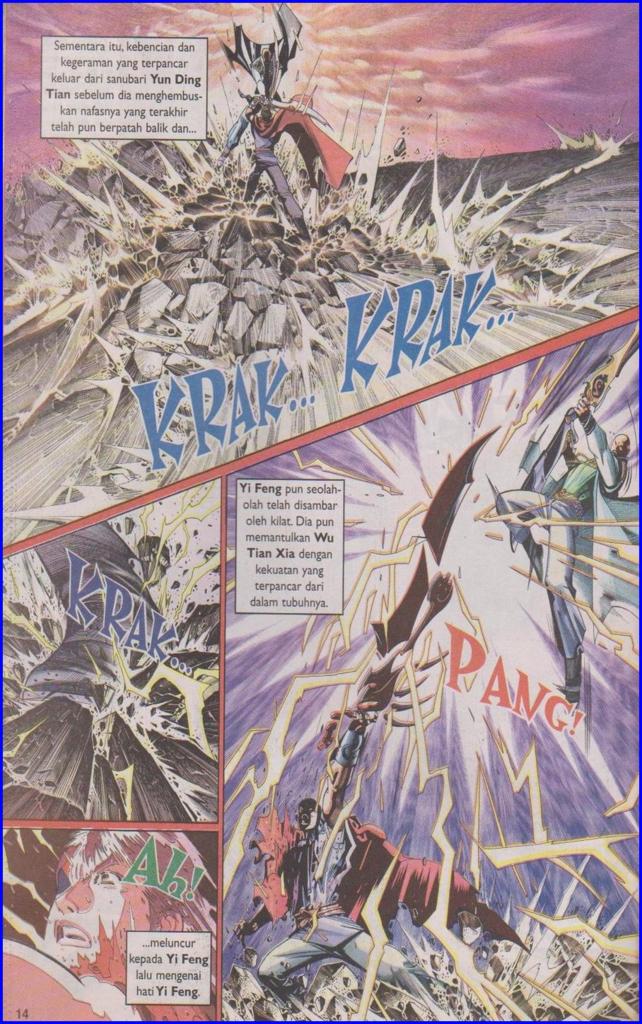 Sementara itu, kebencian dan
kegeraman yang terpancar
keluar dari sanubari Yun Ding
Tian sebelum dia menghembus-
kan nafasnya yang terakhir
telah pun berpatah balik dan...
KRAK... KRAK...
KRAK...
Ah!
...meluncur
kepada Yi Feng
lalu mengenai
hati Yi Feng.
Yi Feng pun seolah-
olah telah disambar
oleh kilat. Dia pun
memantulkan Wu
Tian Xia dengan
kekuatan yang
terpancar dari
dalam tubuhnya.
PANG!
14